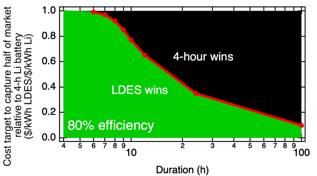 Cost target to capture half of market
relative to 4-h Li battery
($/kWh LDES/$/kWh Li)
1.0
0.8
0.6
0.4
0.2
0.0
4-hour wins
LDES wins
80% efficiency
4 5 6 7 8 9 10 2 3 4 5 6 7 8 9 100
Duration (h)